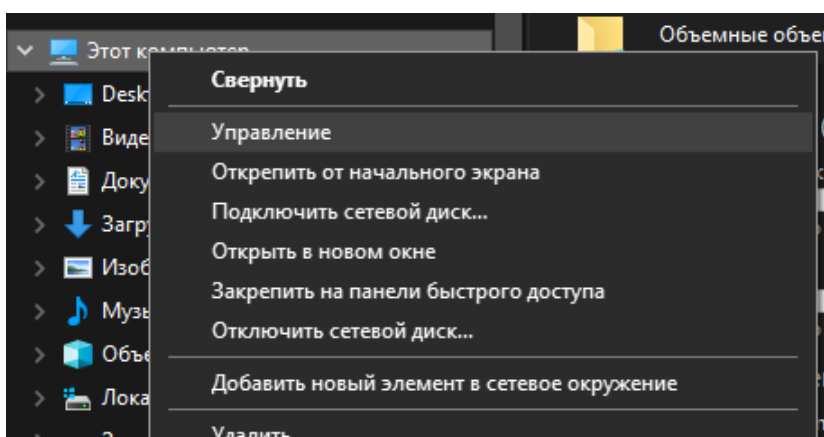 Этот компьютер
Объемные объе
Desk
Виде
Доку
Загр
Изоб
Музы
Объе
Лока
Свернуть
Управление
Открепить от начального экрана
Подключить сетевой диск...
Открыть в новом окне
Закрепить на панели быстрого доступа
Отключить сетевой диск...
Добавить новый элемент в сетевое окружение
Удалить